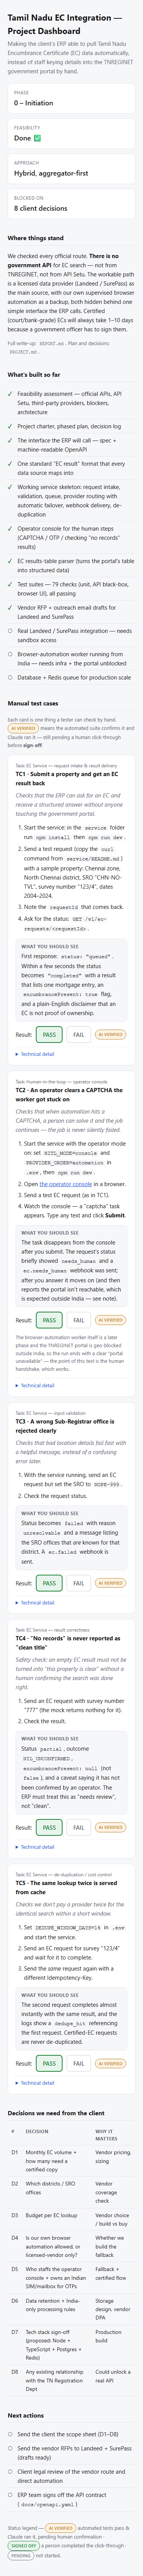 Tamil Nadu EC Integration —
Project Dashboard
Making the client's ERP able to pull Tamil Nadu
Encumbrance Certificate (EC) data automatically,
instead of staff keying details into the TNREGINET
government portal by hand.
PHASE
0 – Initiation
FEASIBILITY
Done ✅
APPROACH
Hybrid, aggregator-first
BLOCKED ON
8 client decisions
Where things stand
We checked every official route. There is no
government API for EC search — not from
TNREGINET, not from API Setu. The workable path
is a licensed data provider (Landeed / SurePass) as
the main source, with our own supervised browser
automation as a backup, both hidden behind one
simple interface the ERP calls. Certified
(court/bank-grade) ECs will always take 1–10 days
because a government officer has to sign them.
Full write-up: REPORT.md. Plan and decisions:
PROJECT.md.
What's built so far
✓ Feasibility assessment — official APIs, API
Setu, third-party providers, blockers,
architecture
✓ Project charter, phased plan, decision log
✓ The interface the ERP will call — spec +
machine-readable OpenAPI
✓ One standard "EC result" format that every
data source maps into
✓ Working service skeleton: request intake,
validation, queue, provider routing with
automatic failover, webhook delivery, de-
duplication
✓ Operator console for the human steps
(CAPTCHA / OTP / checking "no records"
results)
✓ EC results-table parser (turns the portal's table
into structured data)
✓ Test suites — 79 checks (unit, API black-box,
browser UI), all passing
✓ Vendor RFP + outreach email drafts for
Landeed and SurePass
○ Real Landeed / SurePass integration — needs
sandbox access
○ Browser-automation worker running from
India — needs infra + the portal unblocked
○ Database + Redis queue for production scale
Manual test cases
Each card is one thing a tester can check by hand.
AI VERIFIED means the automated suite confirms it and
Claude ran it — still pending a human click-through
before sign-off.
Task: EC Service — request intake & result delivery
TC1 · Submit a property and get an EC
result back
Checks that the ERP can ask for an EC and
receive a structured answer without anyone
touching the government portal.
1. Start the service: in the service folder
run npm install then npm run dev.
2. Send a test request (copy the curl
command from service/README.md)
with a sample property: Chennai zone,
North Chennai district, SRO "CHN-NO-
TVL", survey number "123/4", dates
2004–2023.
3. Note the requestId that comes back.
4. Ask for the status: GET /v1/ec-
requests/<requestId>.
WHAT YOU SHOULD SEE
First response: status: "queued".
Within a few seconds the status
becomes "completed" with a result
that lists one mortgage entry, an
encumbrancePresent: true flag,
and a plain-English disclaimer that an
EC is not proof of ownership.
Result: PASS FAIL AI VERIFIED
▸ Technical detail
Task: Human-in-the-loop — operator console
TC2 · An operator clears a CAPTCHA the
worker got stuck on
Checks that when automation hits a
CAPTCHA, a person can solve it and the job
continues — the job is never silently failed.
1. Start the service with the operator mode
on: set HITL_MODE=console and
PROVIDER_ORDER=automation in
.env, then npm run dev.
2. Open the operator console in a browser.
3. Send a test EC request (as in TC1).
4. Watch the console — a "captcha" task
appears. Type any text and click Submit.
WHAT YOU SHOULD SEE
The task disappears from the console
after you submit. The request's status
briefly showed needs_human and a
ec.needs_human webhook was sent;
after you answer it moves on (and then
reports the portal isn't reachable, which
is expected outside India — see note).
Result: PASS FAIL AI VERIFIED
The browser-automation worker itself is a later
phase and the TNREGINET portal is geo-blocked
outside India, so the run ends with a clear "portal
unavailable" — the point of this test is the human
handshake, which works.
▸ Technical detail
Task: EC Service — input validation
TC3 · A wrong Sub-Registrar office is
rejected clearly
Checks that bad location details fail fast with
a helpful message, instead of a confusing
error later.
1. With the service running, send an EC
request but set the SRO to NOPE-999.
2. Check the request status.
WHAT YOU SHOULD SEE
Status becomes failed with reason
unresolvable and a message listing
the SRO offices that are known for that
district. A ec.failed webhook is
sent.
Result: PASS FAIL AI VERIFIED
▸ Technical detail
Task: EC Service — result correctness
TC4 · "No records" is never reported as
"clean title"
Safety check: an empty EC result must not be
turned into "this property is clear" without a
human confirming the search was done
right.
1. Send an EC request with survey number
"777" (the test returns nothing for it).
2. Check the result.
WHAT YOU SHOULD SEE
Status partial, outcome
NIL_UNCONFIRMED,
encumbrancePresent: null (not
false), and a caveat saying it has not
been confirmed by an operator. The
ERP must treat this as "needs review",
not "clean".
Result: PASS FAIL AI VERIFIED
▸ Technical detail
Task: EC Service — de-duplication / cost control
TC5 · The same lookup twice is served
from cache
Checks we don't pay a provider twice for the
identical search within a short window.
1. Set DEDUPE_WINDOW_DAYS=14 in .env
and start the service.
2. Send an EC request for survey "123/4"
and wait for it to complete.
3. Send the same request again with a
different Idempotency-Key.
WHAT YOU SHOULD SEE
The second request completes almost
instantly with the same result, and the
logs show a dedupe_hit referencing
the first request. Certified-EC requests
are never de-duplicated.
Result: PASS FAIL AI VERIFIED
▸ Technical detail
Decisions we need from the client
# DECISION WHY IT MATTERS
D1 Monthly EC volume + how many need a certified copy Vendor pricing, sizing
D2 Which districts / SRO offices Vendor coverage check
D3 Budget per EC lookup Vendor choice / build vs buy
D4 Is our own browser automation allowed, or licensed-vendor only? Whether we build the fallback
D5 Who staffs the operator console + owns an Indian SIM/mailbox for OTPs Fallback + certified flow
D6 Data retention + India-only processing rules Storage design, vendor DPA
D7 Tech stack sign-off (proposed: Node + TypeScript + Postgres + Redis) Production build
D8 Any existing relationship with the TN Registration Dept Could unlock a real API
Next actions
○ Send the client the scope sheet (D1–D8)
○ Send the vendor RFPs to Landeed + SurePass
(drafts ready)
○ Client legal review of the vendor route and
direct automation
○ ERP team signs off the API contract
(docs/openapi.yaml)
Status legend — AI VERIFIED automated tests pass &
Claude ran it, pending human confirmation ·
SIGNED OFF a person completed the click-through ·
PENDING not started.